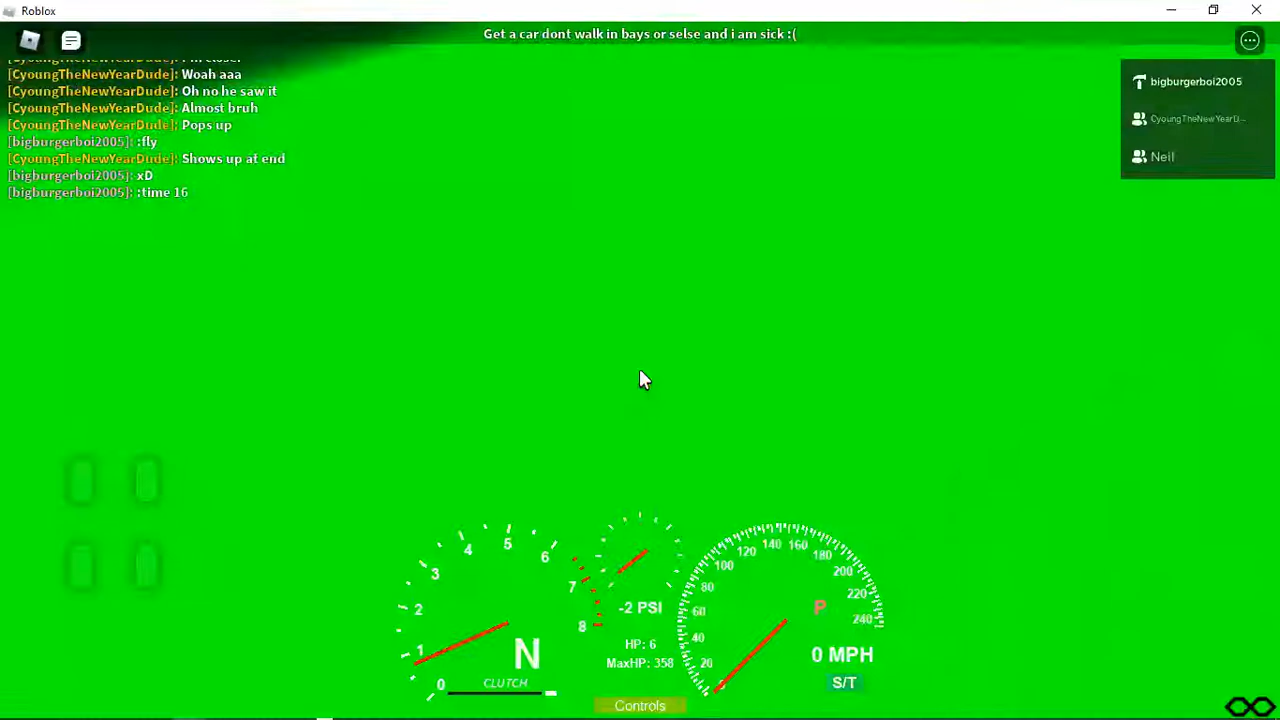 Roblox
Get a car dont walk in bays or selse and i am sick :(
[CyoungTheNewYearDude]: Woah aaa
[CyoungTheNewYearDude]: Oh no he saw it
[CyoungTheNewYearDude]: Almost bruh
[CyoungTheNewYearDude]: Pops up
[bigburgerboi2005]: :fly
[CyoungTheNewYearDude]: Shows up at end
[bigburgerboi2005]: xD
[bigburgerboi2005]: :time 16
bigburgerboi2005
CyoungTheNewYearD...
Neil
0 1 2 3 4 5 6 7 8
N
CLUTCH
-2 PSI
HP: 6
MaxHP: 358
20 40 60 80 100 120 140 160 180 200 220 240
P
0 MPH
S/T
Controls